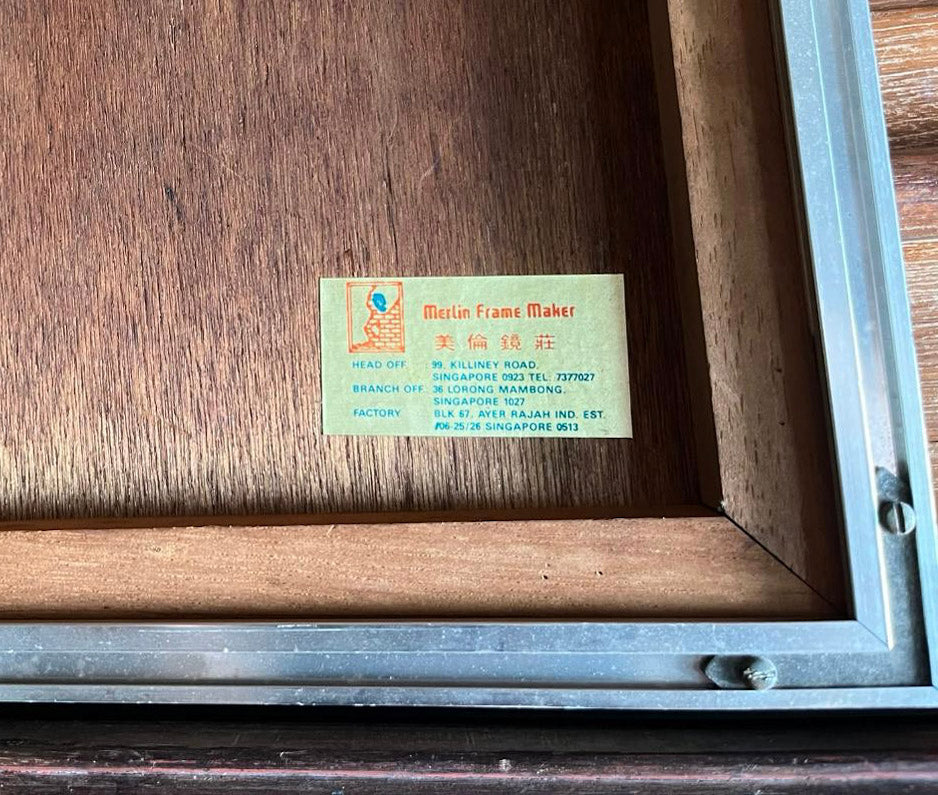 Merlin Frame Maker
美倫鏡莊
HEAD OFF : 99, KILLINEY ROAD,
SINGAPORE 0923 TEL: 7377027
BRANCH OFF: 36 LORONG MAMBONG,
SINGAPORE 1027
FACTORY BLK 67, AYER RAJAH IND. EST.
#06-25/26 SINGAPORE 0513